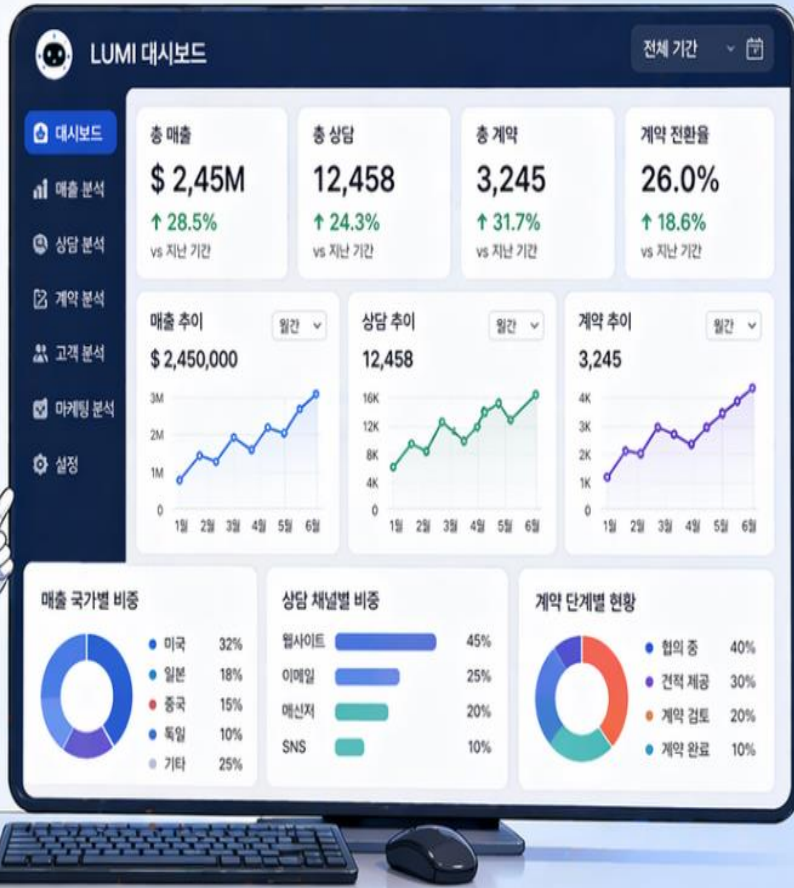 LUMI 대시보드
전체 기간
대시보드
매출 분석
상담 분석
계약 분석
고객 분석
마케팅 분석
설정
총 매출
$ 2,45M
↑ 28.5%
vs 지난 기간
총 상담
12,458
↑ 24.3%
vs 지난 기간
총 계약
3,245
↑ 31.7%
vs 지난 기간
계약 전환율
26.0%
↑ 18.6%
vs 지난 기간
매출 추이
월간
$ 2,450,000
3M
2M
1M
0
1월 2월 3월 4월 5월 6월
상담 추이
월간
12,458
16K
12K
8K
4K
0
1월 2월 3월 4월 5월 6월
계약 추이
월간
3,245
4K
3K
2K
1K
0
1월 2월 3월 4월 5월 6월
매출 국가별 비중
미국 32%
일본 18%
중국 15%
독일 10%
기타 25%
상담 채널별 비중
웹사이트 45%
이메일 25%
메신저 20%
SNS 10%
계약 단계별 현황
협의 중 40%
견적 제공 30%
계약 검토 20%
계약 완료 10%